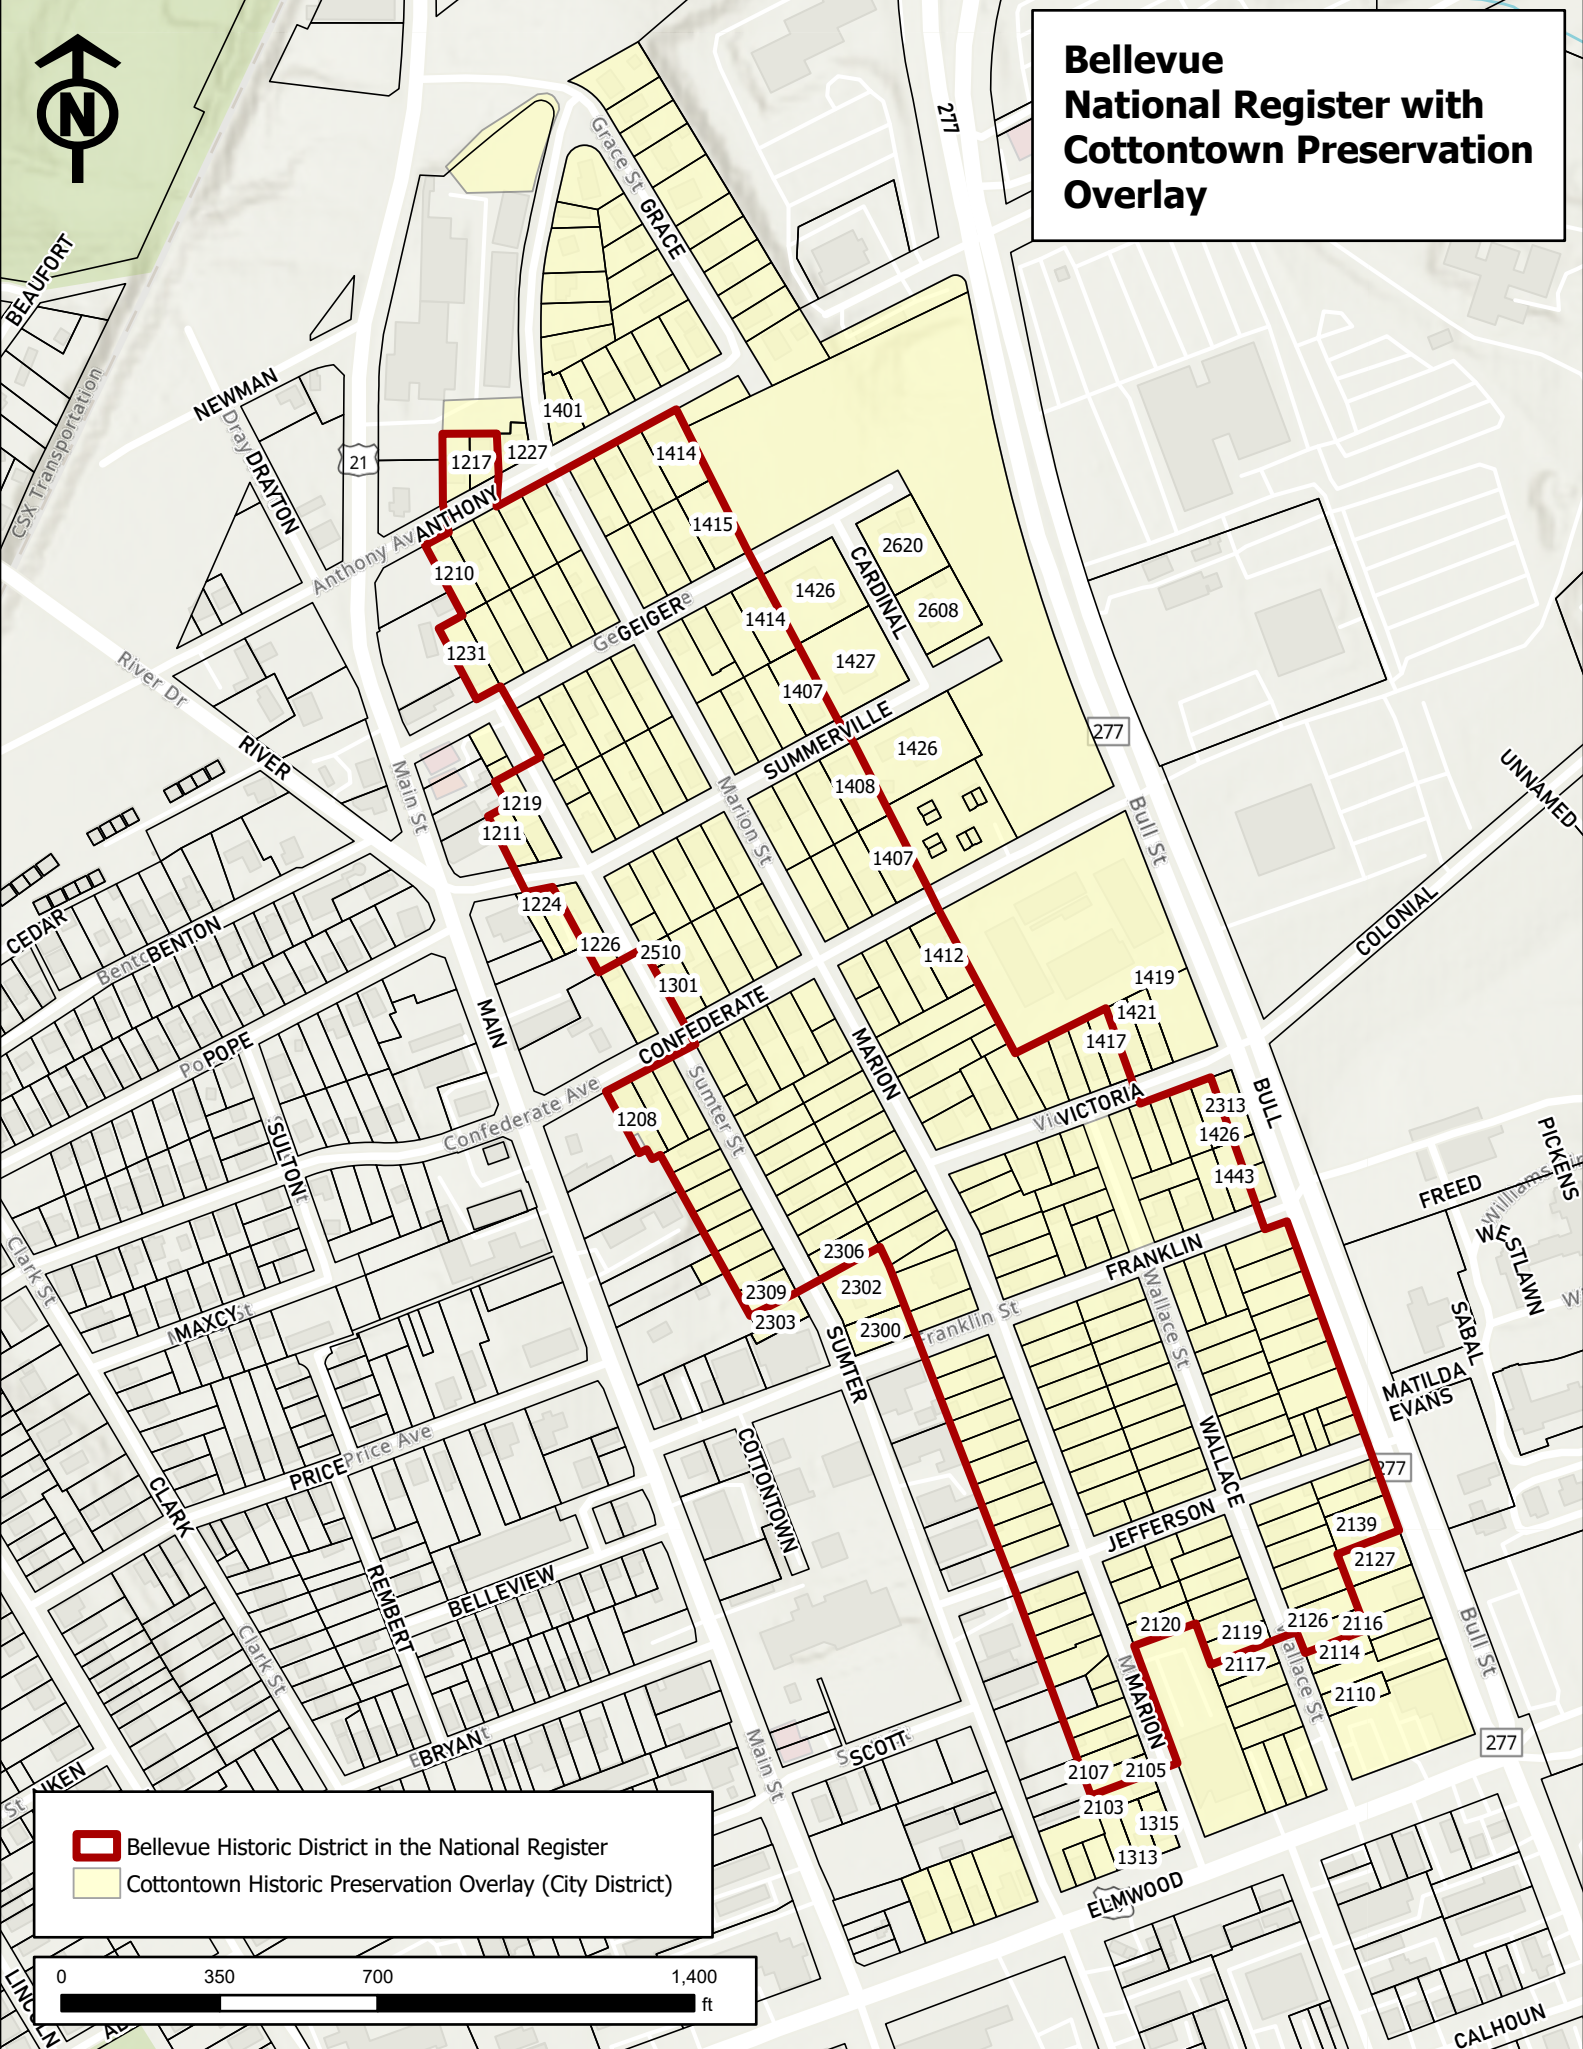 Bellevue
National Register with
Cottontown Preservation
Overlay
N
277
Grace St
GRACE
BEAUFORT
NEWMAN
DRAYTON
CSX Transportation
21
1401
1227
1217
1414
ANTHONY
Anthony Av
1415
1210
2620
CARDINAL
1426
2608
GEIGER
1414
1231
1427
1407
River Dr
RIVER
SUMMERVILLE
1426
277
UNNAMED
Main St
Marion St
1408
1219
1211
Bull St
1407
CEDAR
BENTON
1224
COLONIAL
1226
2510
1412
1301
1419
MAIN
CONFEDERATE
1421
POPE
1417
MARION
Confederate Ave
VICTORIA
BULL
2313
1208
Sumter St
1426
SULTON
PICKENS
1443
FREED
Williams
WESTLAWN
Clark St
FRANKLIN
2306
2302
2309
2303
2300
Franklin St
Wallace St
SABAL
MAXCY
SUMTER
MATILDA
EVANS
PRICE
Price Ave
COTTONTOWN
WALLACE
277
CLARK
JEFFERSON
2139
2127
REMBERT
BELLEVIEW
2120
2119
2126
2116
Clark St
2117
2114
Bull St
Wallace St
2110
MARION
BRYAN
Main St
SCOTT
277
2107
2105
2103
1315
1313
ELMWOOD
St
Bellevue Historic District in the National Register
Cottontown Historic Preservation Overlay (City District)
0 350 700 1,400
ft
CALHOUN